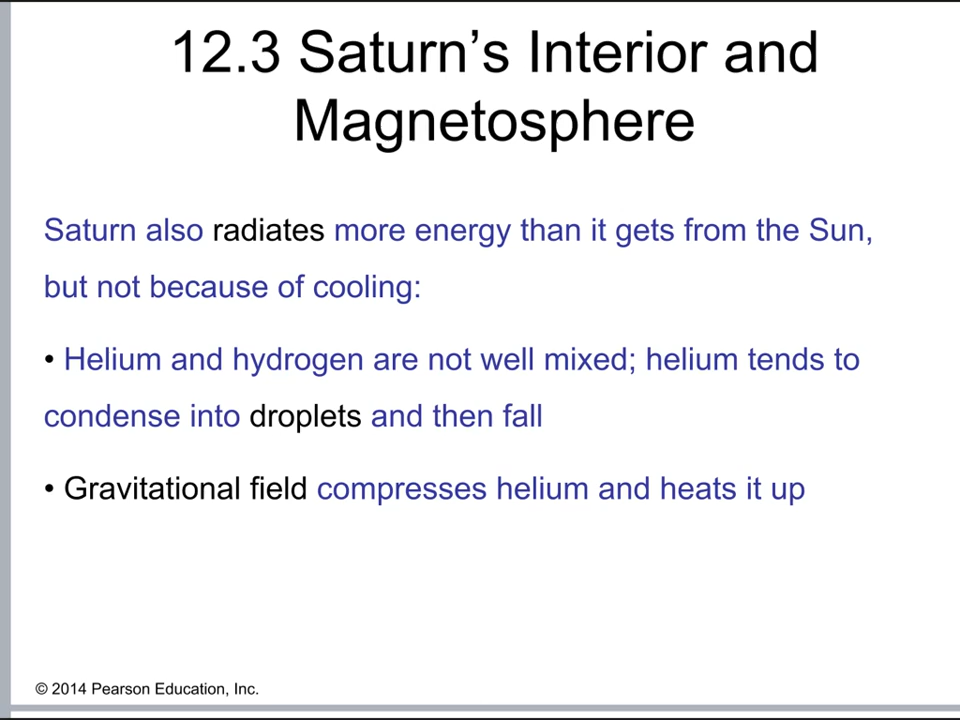 12.3 Saturn’s Interior and
Magnetosphere
Saturn also radiates more energy than it gets from the Sun,
but not because of cooling:
• Helium and hydrogen are not well mixed; helium tends to
condense into droplets and then fall
• Gravitational field compresses helium and heats it up
© 2014 Pearson Education, Inc.